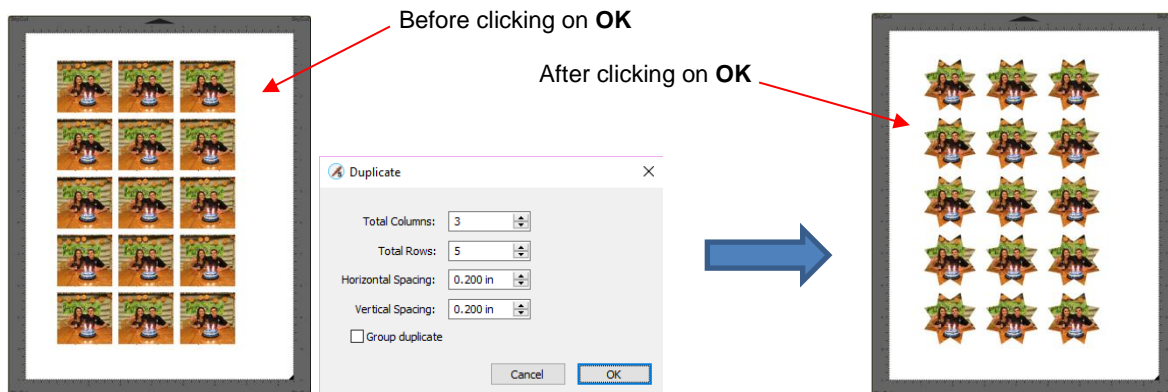 Before clicking on OK
After clicking on OK
Duplicate
Total Columns: 3
Total Rows: 5
Horizontal Spacing: 0.200 in
Vertical Spacing: 0.200 in
Group duplicate
Cancel OK